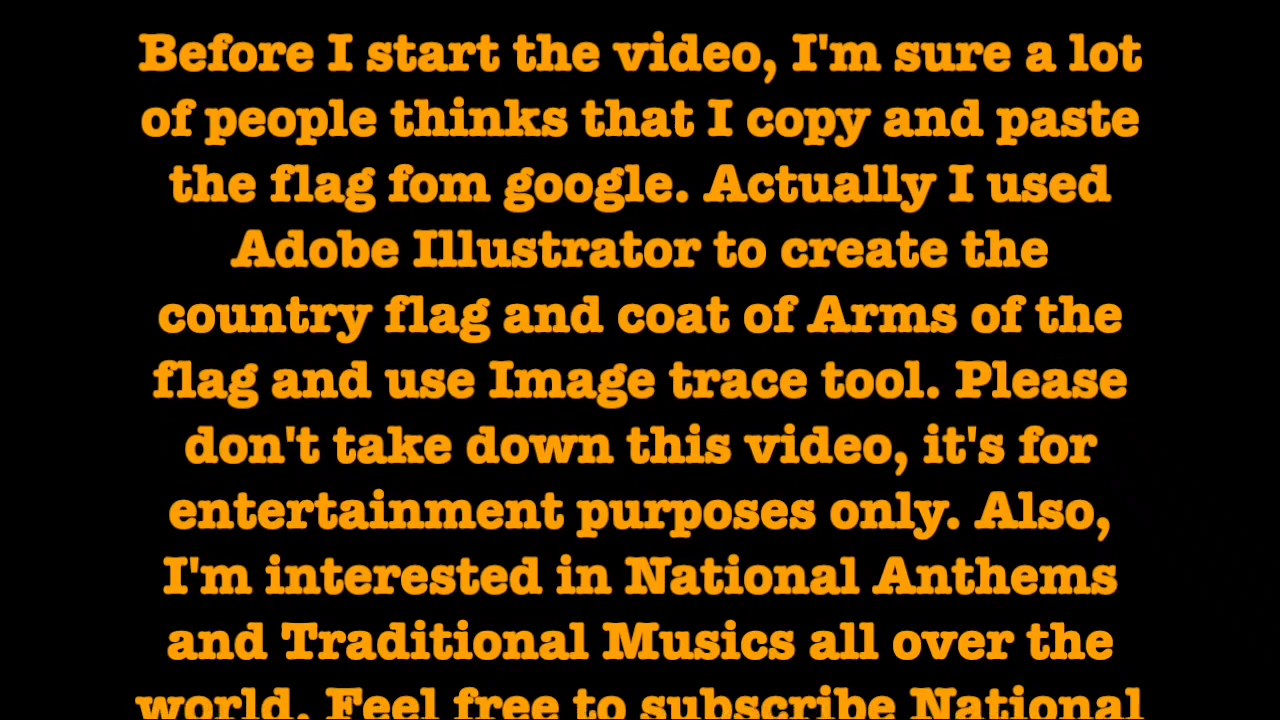 Before I start the video, I'm sure a lot
of people thinks that I copy and paste
the flag fom google. Actually I used
Adobe Illustrator to create the
country flag and coat of Arms of the
flag and use Image trace tool. Please
don't take down this video, it's for
entertainment purposes only. Also,
I'm interested in National Anthems
and Traditional Musics all over the
world. Feel free to subscribe National